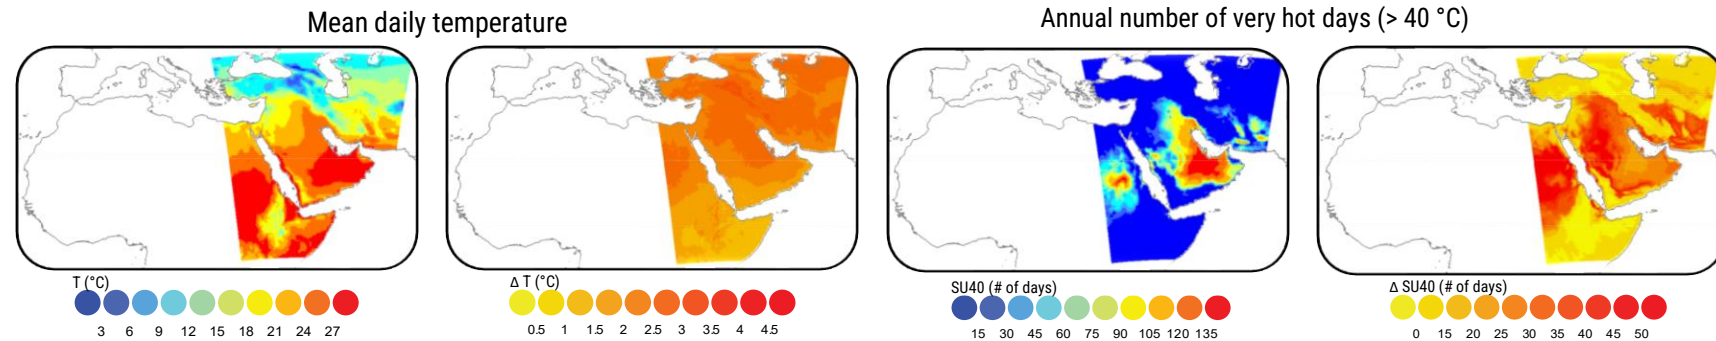 Mean daily temperature
Annual number of very hot days (> 40 °C)
T (°C)
3 6 9 12 15 18 21 24 27
Δ T (°C)
0.5 1 1.5 2 2.5 3 3.5 4 4.5
SU40 (# of days)
15 30 45 60 75 90 105 120 135
Δ SU40 (# of days)
0 15 20 25 30 35 40 45 50